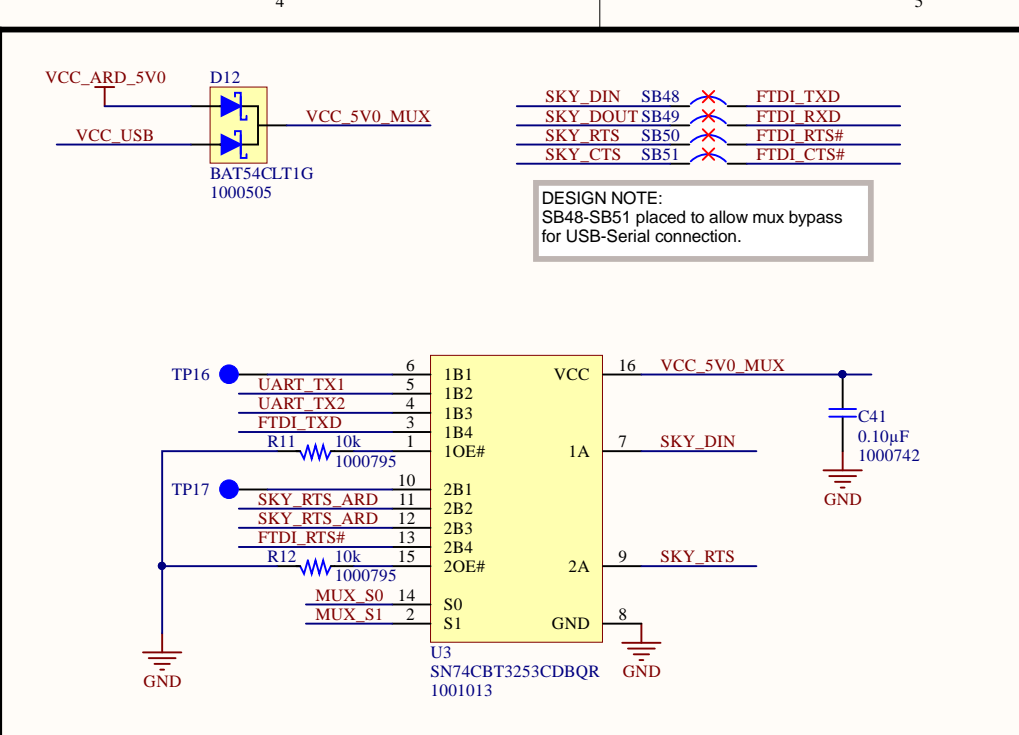 4
5
VCC_ARD_5V0
D12
VCC_5V0_MUX
VCC_USB
BAT54CLT1G
1000505
SKY_DIN SB48 FTDI_TXD
SKY_DOUT SB49 FTDI_RXD
SKY_RTS SB50 FTDI_RTS#
SKY_CTS SB51 FTDI_CTS#
DESIGN NOTE:
SB48-SB51 placed to allow mux bypass
for USB-Serial connection.
TP16 6 1B1 VCC 16 VCC_5V0_MUX
UART_TX1 5 1B2
UART_TX2 4 1B3
FTDI_TXD 3 1B4
R11 10k 1 1OE# 1A 7 SKY_DIN
1000795
C41
0.10µF
1000742
GND
TP17 10 2B1
SKY_RTS_ARD 11 2B2
SKY_RTS_ARD 12 2B3
FTDI_RTS# 13 2B4
R12 10k 15 2OE# 2A 9 SKY_RTS
1000795
MUX_S0 14 S0
MUX_S1 2 S1 GND 8
U3
SN74CBT3253CDBQR
1001013
GND
GND